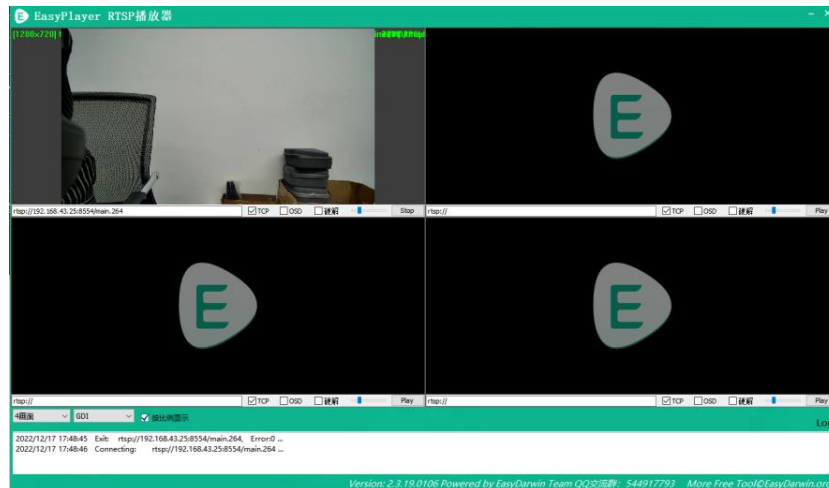 EasyPlayer RTSP播放器
[1280x720]
rtsp://192.168.43.25:8554/main.264 TCP OSD 硬解 Stop
rtsp:// TCP OSD 硬解 Play
E
E
E
rtsp:// TCP OSD 硬解 Play
rtsp:// TCP OSD 硬解 Play
4画面 GDI 按比例显示
2022/12/17 17:48:45 Exit: rtsp://192.168.43.25:8554/main.264, Error:0 ...
2022/12/17 17:48:46 Connecting: rtsp://192.168.43.25:8554/main.264 ...
Version: 2.3.19.0106 Powered by EasyDarwin Team QQ交流群: 544917793 More Free Tool©EasyDarwin.org